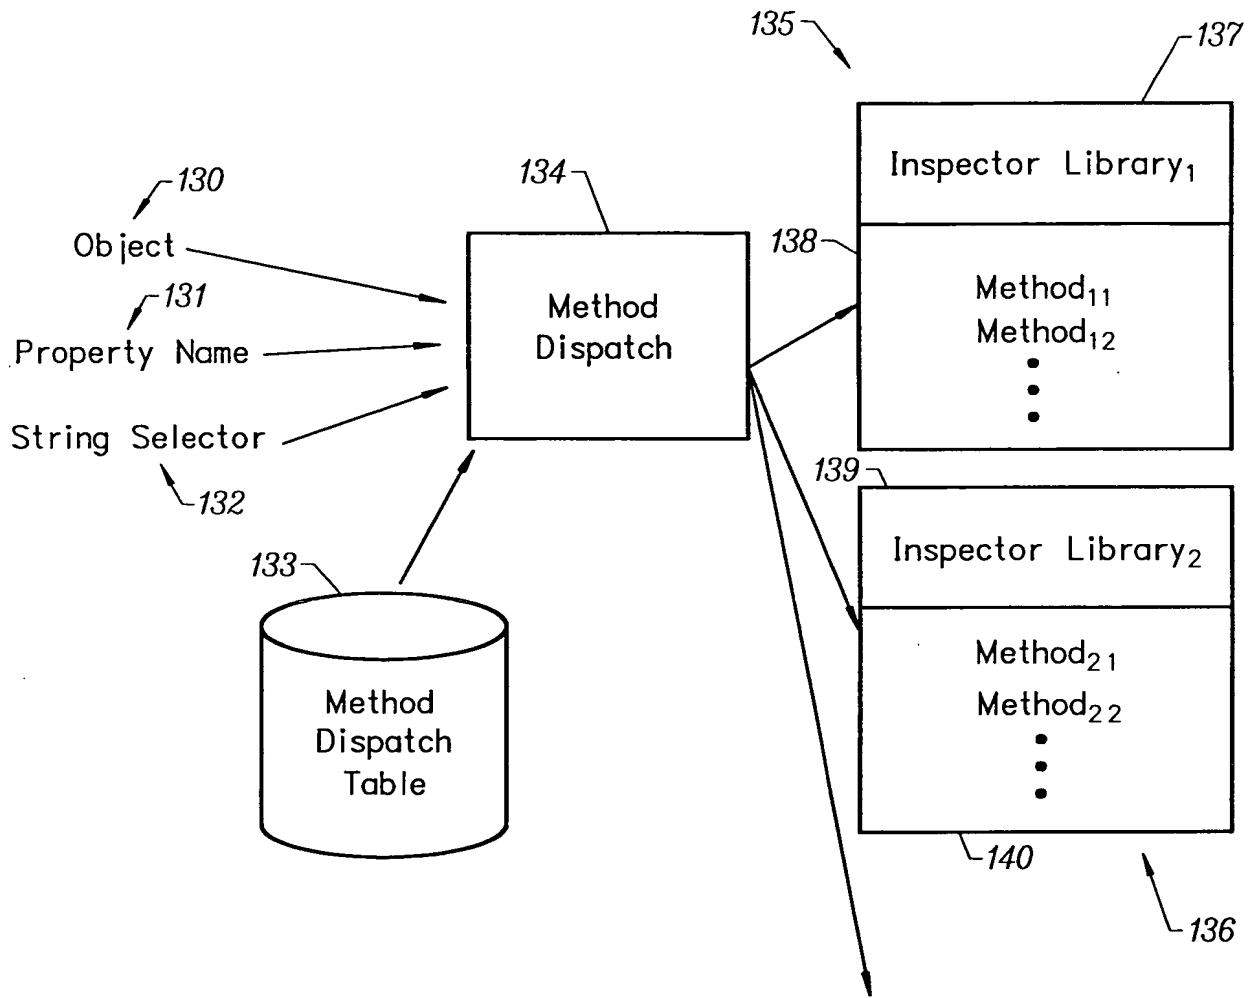 130
Object
131
Property Name
String Selector
132
133
Method
Dispatch
Table
134
Method
Dispatch
135
137
Inspector Library₁
138
Method₁₁
Method₁₂
139
Inspector Library₂
Method₂₁
Method₂₂
140
136